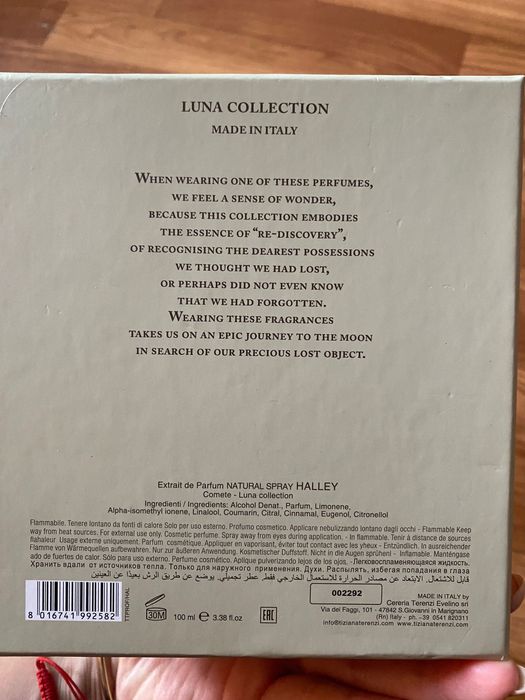 LUNA COLLECTION
MADE IN ITALY
WHEN WEARING ONE OF THESE PERFUMES,
WE FEEL A SENSE OF WONDER,
BECAUSE THIS COLLECTION EMBODIES
THE ESSENCE OF “RE-DISCOVERY”,
OF RECOGNISING THE DEAREST POSSESSIONS
WE THOUGHT WE HAD LOST,
OR PERHAPS DID NOT EVEN KNOW
THAT WE HAD FORGOTTEN.
WEARING THESE FRAGRANCES
TAKES US ON AN EPIC JOURNEY TO THE MOON
IN SEARCH OF OUR PRECIOUS LOST OBJECT.
Extrait de Parfum NATURAL SPRAY HALLEY
Comete - Luna collection
Ingredienti / Ingredients: Alcohol Denat., Parfum, Limonene,
Alpha-isomethyl ionene, Linalool, Coumarin, Citral, Cinnamal, Eugenol, Citronellol
Flammabile. Tenere lontano da fonti di calore Solo per uso esterno. Profumo cosmetico. Applicare nebulizzando lontano dagli occhi - Flammable Keep
way from heat sources. For external use only. Cosmetic perfume. Spray away from eyes during application. - In flammable. Tenir à distance de sources
flahaleur. Usage externe uniquement. Parfum cosmétique. Appliquer en vaporisant, éviter tout contact avec les yheux - Entzündlich. In ausreichender
Flamme von Wärmequellen aufbewahren. Nur zur äußeren Anwendung. Kosmetischer Duftstoff. Nicht in die Augen sprühen! - Inflamable. Manténgase
ado de fuertes de calor. Sólo para uso externo. Perfume cosmético. Aplique pulverizando lejos de los ojos. -Легковоспламеняющаяся жидкость.
Хранить вдали от источников тепла. Только для наружного применения. Духи. Распылять, избегая попадания в глаза
قابل للاشتعال, الابتعاد عن مصادر الحرارة للاستعمال الخارجي فقط عطر تجميلي. يوضع عن طريق الرش بعيدًا عن العينين
8 016741 992582
TTPROFHAL
30M
100 ml e 3.38 fl. oz
EAC
002292
MADE IN ITALY by
Cereria Terenzi Evelino srl
Via dei Faggi, 101 - 47842 S.Giovanni in Marignano
(Rn) Italy - ph. +39 0541 820311
info@tizianaterenzi.com - www.tizianaterenzi.com